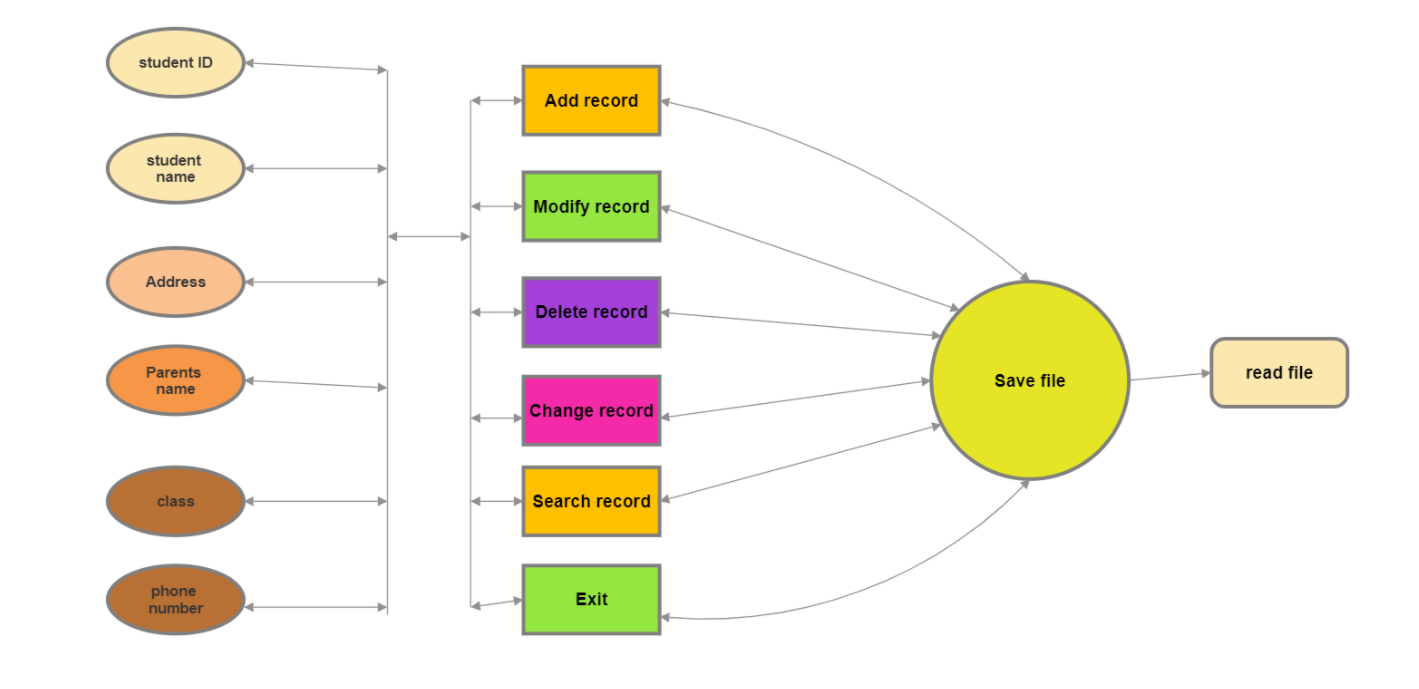 student ID
student
name
Address
Parents
name
class
phone
number
Add record
Modify record
Delete record
Change record
Search record
Exit
Save file
read file